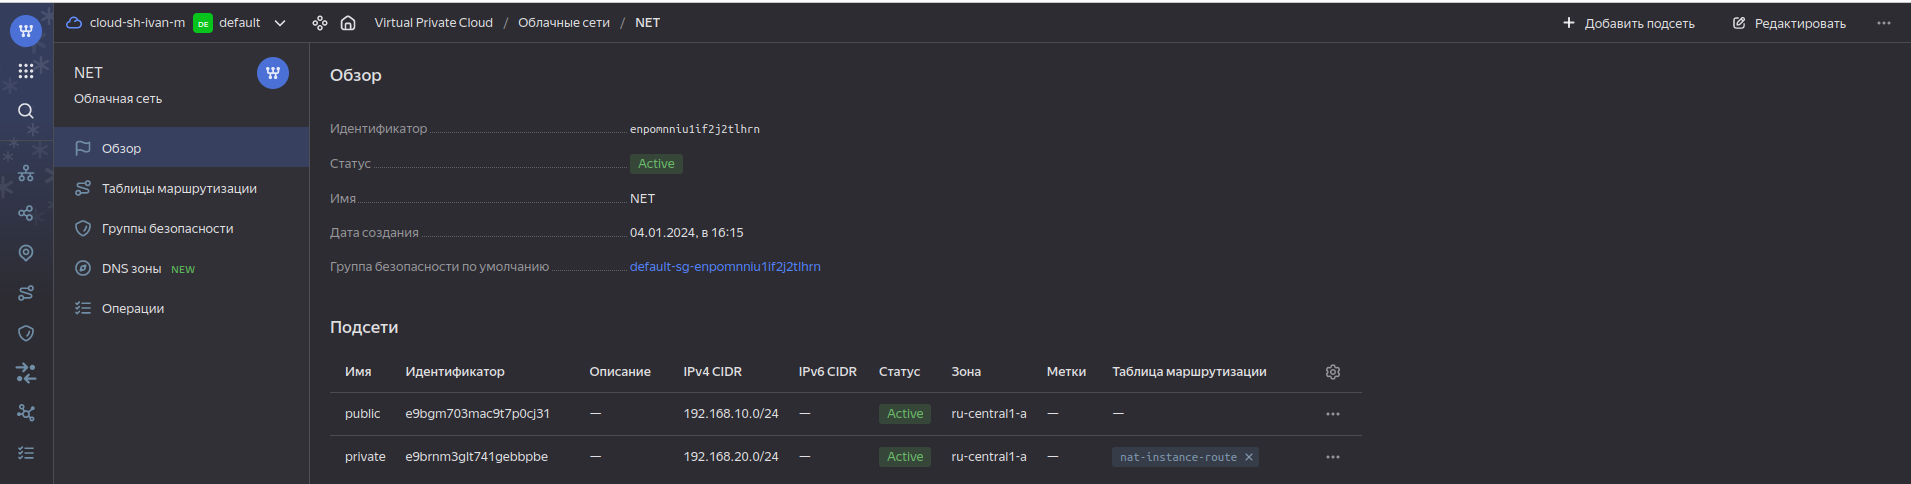 cloud-sh-ivan-m DE default Virtual Private Cloud / Облачные сети / NET Добавить подсеть Редактировать
NET
Облачная сеть
Обзор
Таблицы маршрутизации
Группы безопасности
DNS зоны NEW
Операции
Обзор
Идентификатор enpomnniu1if2j2tlhrn
Статус Active
Имя NET
Дата создания 04.01.2024, в 16:15
Группа безопасности по умолчанию default-sg-enpomnniu1if2j2tlhrn
Подсети
Имя Идентификатор Описание IPv4 CIDR IPv6 CIDR Статус Зона Метки Таблица маршрутизации
public e9bgm703mac9t7p0cj31 — 192.168.10.0/24 — Active ru-central1-a — —
private e9brnm3glt741gebbpbe — 192.168.20.0/24 — Active ru-central1-a — nat-instance-route